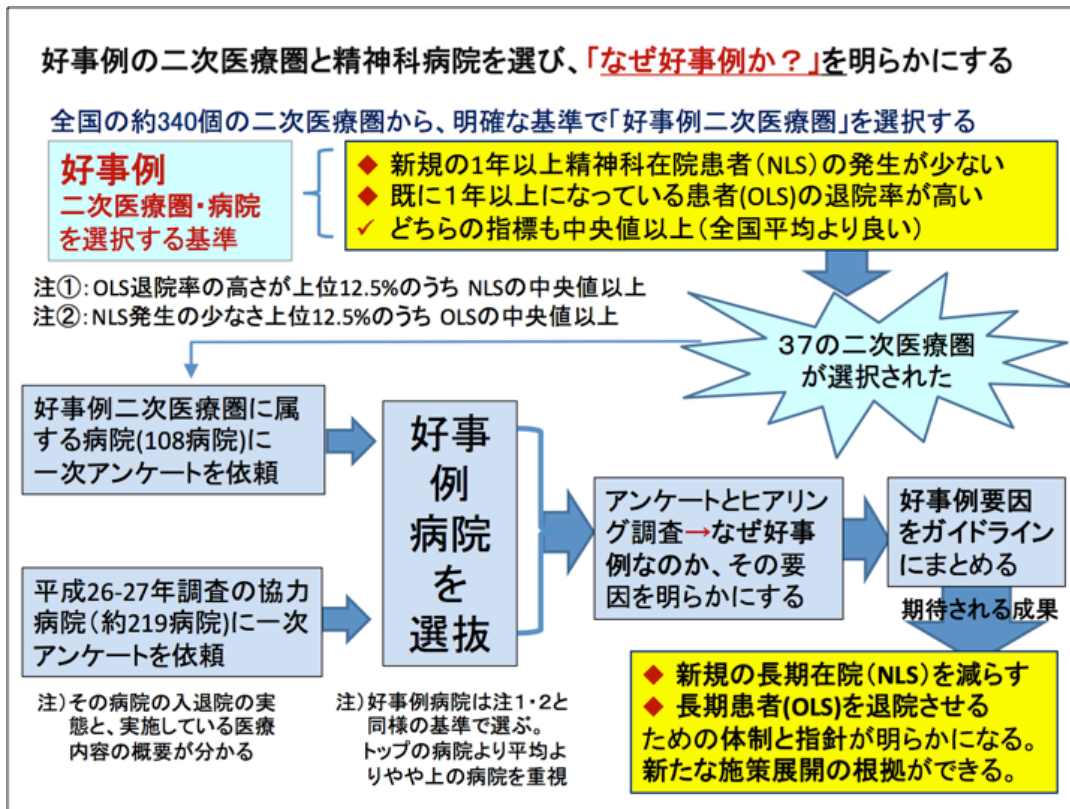 好事例の二次医療圏と精神科病院を選び、「なぜ好事例か？」を明らかにする
全国の約340個の二次医療圏から、明確な基準で「好事例二次医療圏」を選択する
好事例
二次医療圏・病院
を選択する基準
◆ 新規の1年以上精神科在院患者（NLS）の発生が少ない
◆ 既に１年以上になっている患者(OLS)の退院率が高い
✓ どちらの指標も中央値以上（全国平均より良い）
注①：OLS退院率の高さが上位12.5%のうち NLSの中央値以上
注②：NLS発生の少なさ上位12.5%のうち OLSの中央値以上
３７の二次医療圏
が選択された
好事例二次医療圏に属
する病院(108病院)に
一次アンケートを依頼
平成26-27年調査の協力
病院（約219病院）に一次
アンケートを依頼
注）その病院の入退院の実
態と、実施している医療
内容の概要が分かる
好事
例
病院
を
選抜
注）好事例病院は注１・２と
同様の基準で選ぶ。
トップの病院より平均よ
りやや上の病院を重視
アンケートとヒアリン
グ調査→なぜ好事
例なのか、その要
因を明らかにする
好事例要因
をガイドライン
にまとめる
期待される成果
◆ 新規の長期在院（NLS）を減らす
◆ 長期患者(OLS)を退院させる
ための体制と指針が明らかになる。
新たな施策展開の根拠ができる。